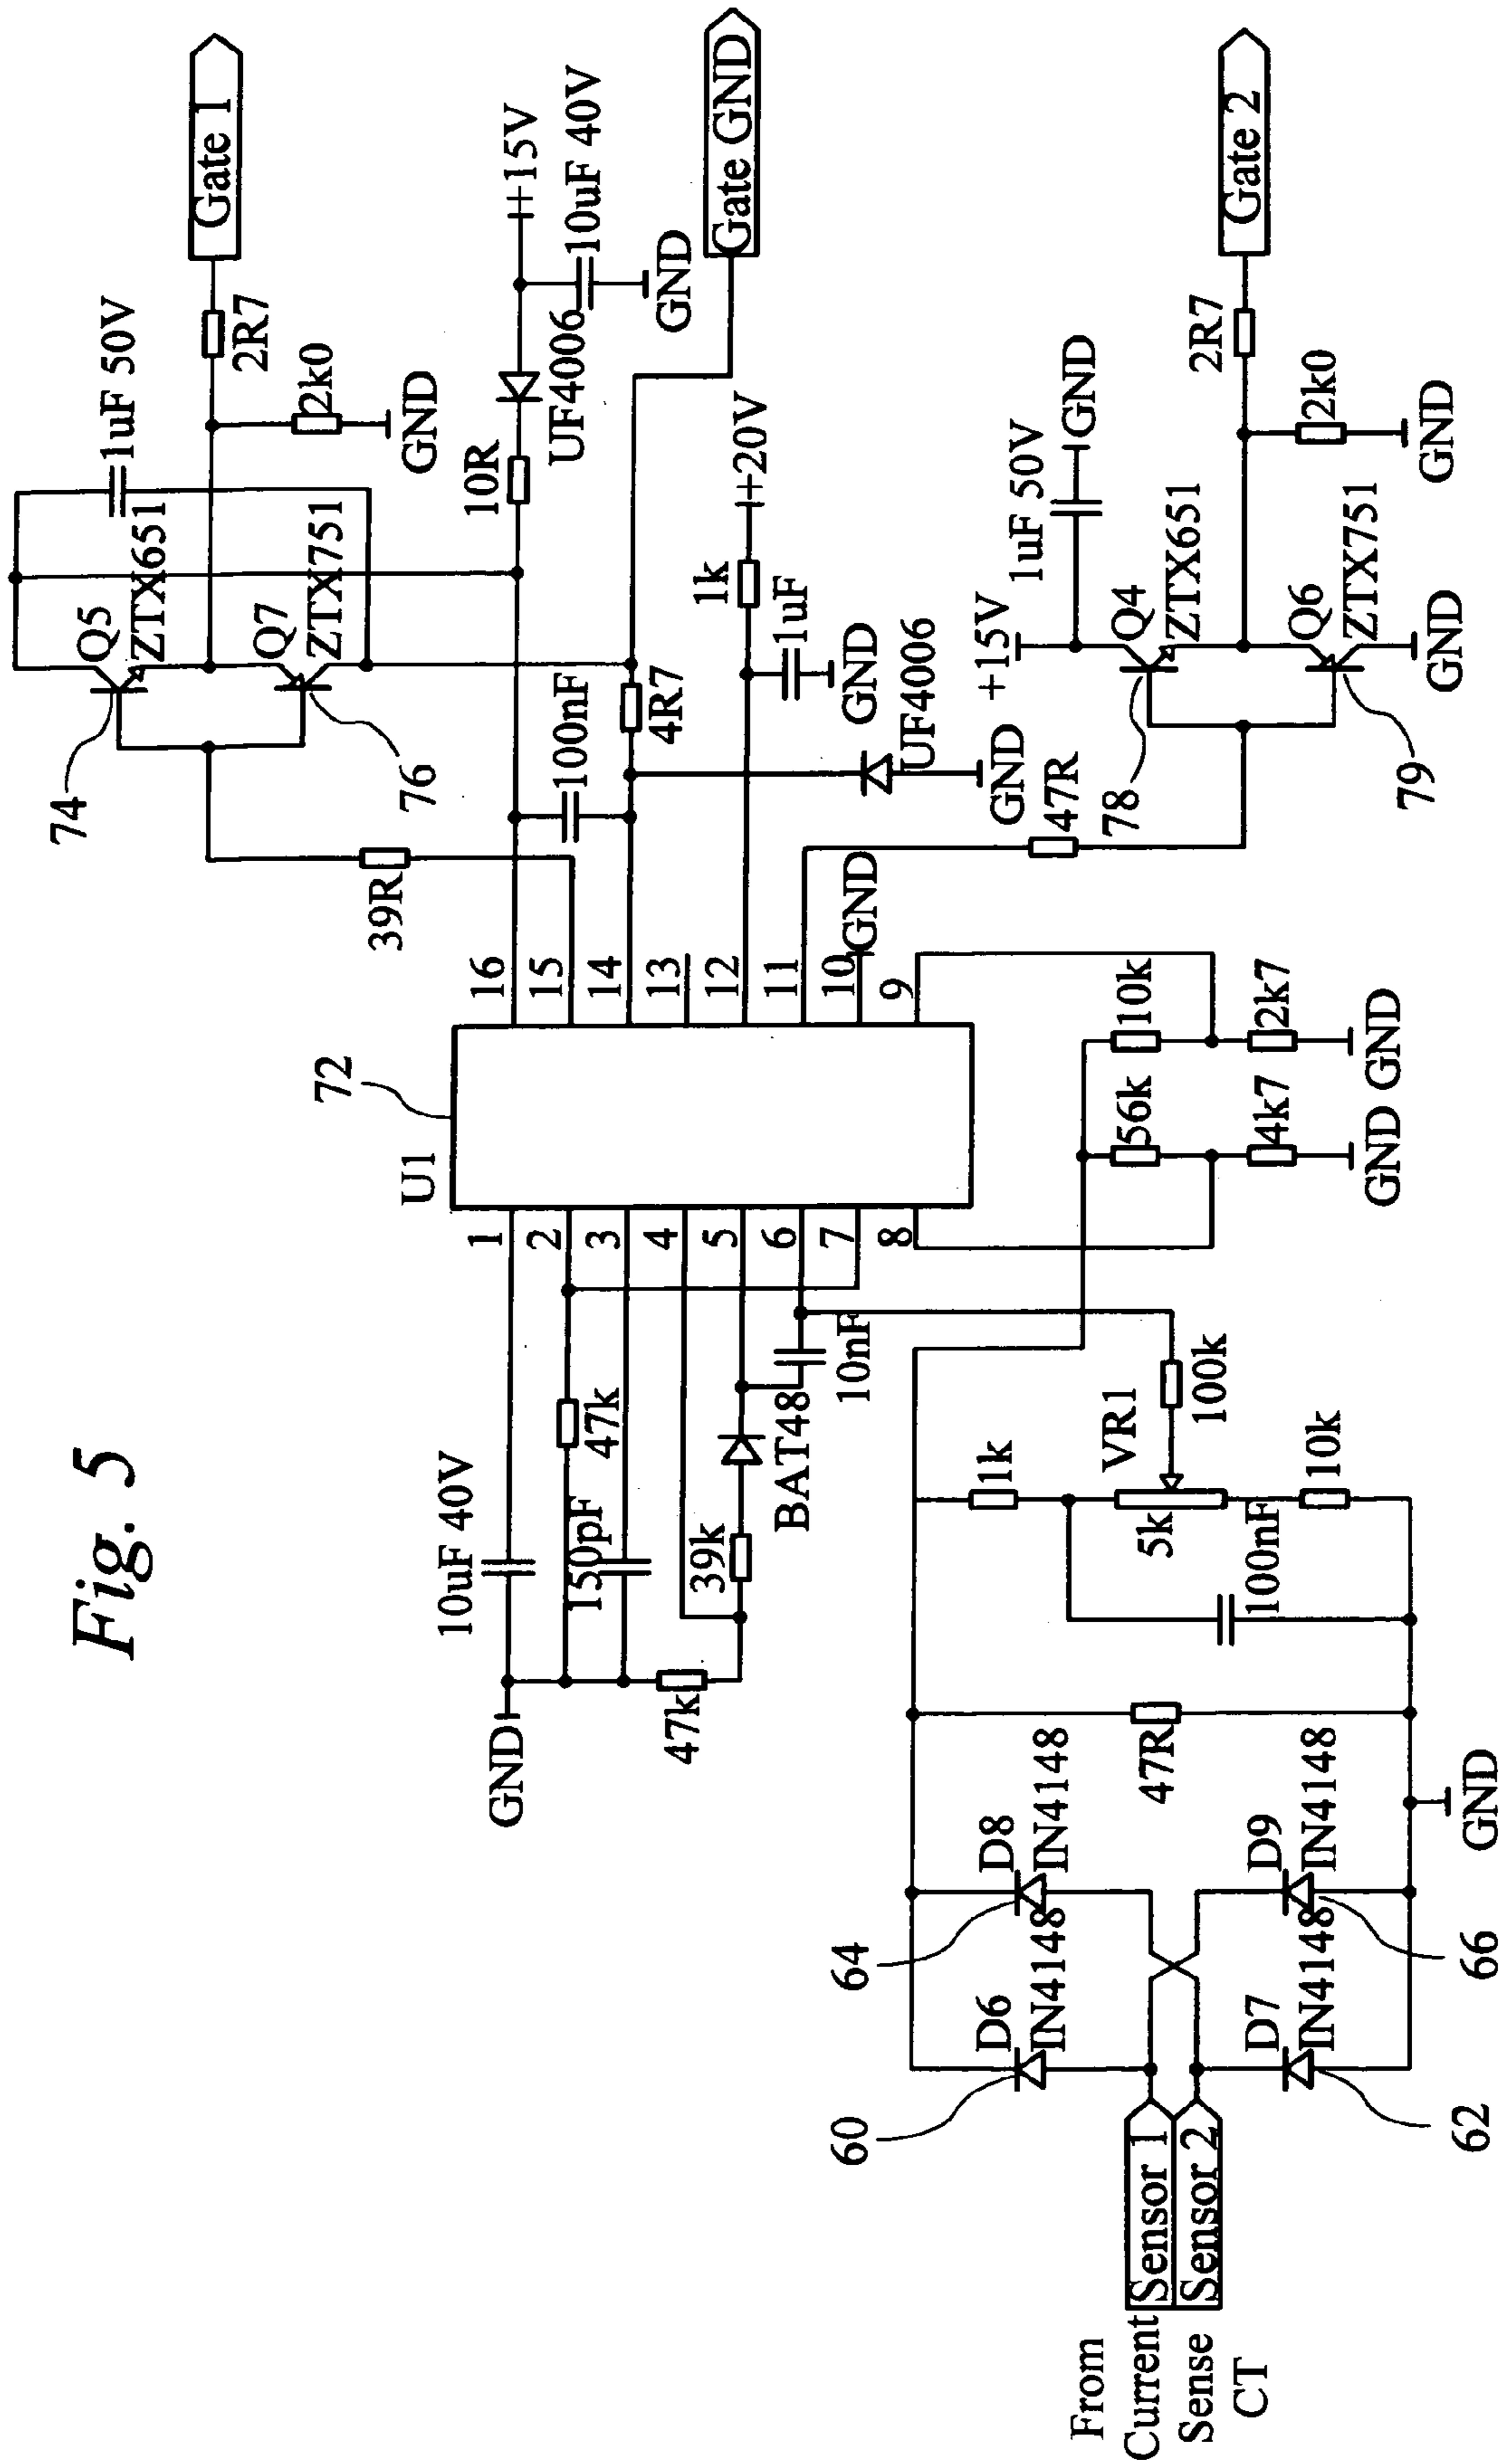 Fig. 5
72
U1
1
2
3
4
5
6
7
8
16
15
14
13
12
11
10
9
10uF 40V
47k
150pF
39k
BAT48
10nF
47k
GND
39R
74
76
Q5
ZTX651
Q7
ZTX751
1uF 50V
2R7
Gate 1
2k0
GND
100nF
10R
UF4006
+15V
10uF 40V
GND
4R7
Gate GND
1k
+20V
1uF
GND
UF4006
GND
GND
47R
+15V
1uF 50V
GND
Q4
ZTX651
78
Q6
ZTX751
79
GND
2R7
Gate 2
2k0
GND
56k
10k
4k7
2k7
GND
GND
From
Current
Sense
CT
Sensor 1
Sensor 2
60
D6
IN4148
64
D8
IN4148
62
D7
IN4148
66
D9
IN4148
GND
47R
1k
VR1
5k
100k
100nF
10k